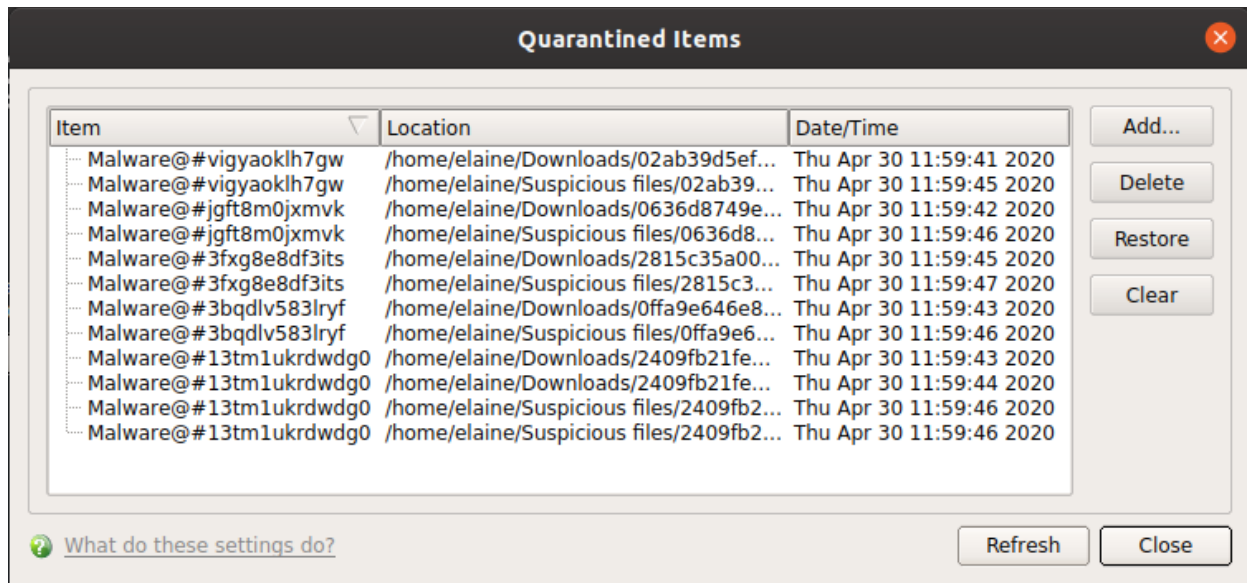 Quarantined Items
Item Location Date/Time
Malware@#vigyaoklh7gw /home/elaine/Downloads/02ab39d5ef... Thu Apr 30 11:59:41 2020
Malware@#vigyaoklh7gw /home/elaine/Suspicious files/02ab39... Thu Apr 30 11:59:45 2020
Malware@#jgft8m0jxmvk /home/elaine/Downloads/0636d8749e... Thu Apr 30 11:59:42 2020
Malware@#jgft8m0jxmvk /home/elaine/Suspicious files/0636d8... Thu Apr 30 11:59:46 2020
Malware@#3fxg8e8df3its /home/elaine/Downloads/2815c35a00... Thu Apr 30 11:59:45 2020
Malware@#3fxg8e8df3its /home/elaine/Suspicious files/2815c3... Thu Apr 30 11:59:47 2020
Malware@#3bqdlv583lryf /home/elaine/Downloads/0ffa9e646e8... Thu Apr 30 11:59:43 2020
Malware@#3bqdlv583lryf /home/elaine/Suspicious files/0ffa9e6... Thu Apr 30 11:59:46 2020
Malware@#13tm1ukrdwdg0 /home/elaine/Downloads/2409fb21fe... Thu Apr 30 11:59:43 2020
Malware@#13tm1ukrdwdg0 /home/elaine/Downloads/2409fb21fe... Thu Apr 30 11:59:44 2020
Malware@#13tm1ukrdwdg0 /home/elaine/Suspicious files/2409fb2... Thu Apr 30 11:59:46 2020
Malware@#13tm1ukrdwdg0 /home/elaine/Suspicious files/2409fb2... Thu Apr 30 11:59:46 2020
Add...
Delete
Restore
Clear
What do these settings do?
Refresh
Close